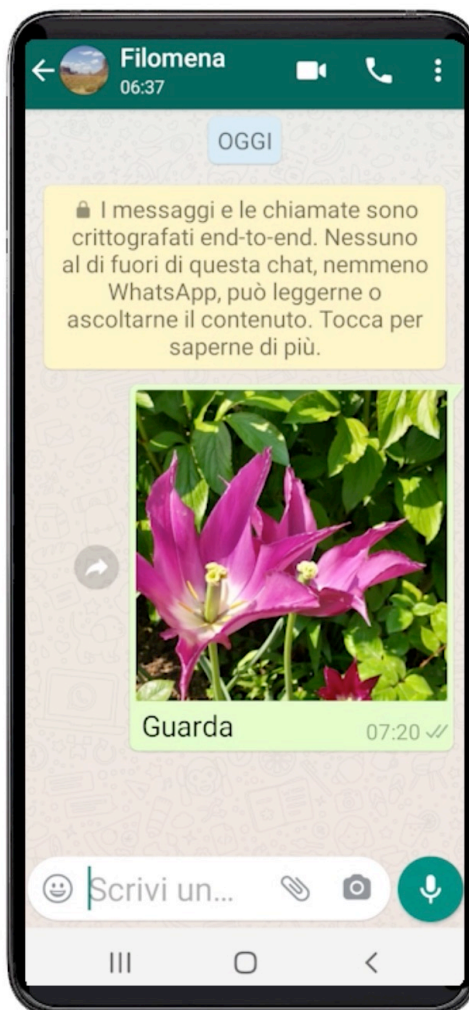 Filomena
06:37
OGGI
I messaggi e le chiamate sono
crittografati end-to-end. Nessuno
al di fuori di questa chat, nemmeno
WhatsApp, può leggerne o
ascoltarne il contenuto. Tocca per
saperne di più.
Guarda
07:20
Scrivi un...